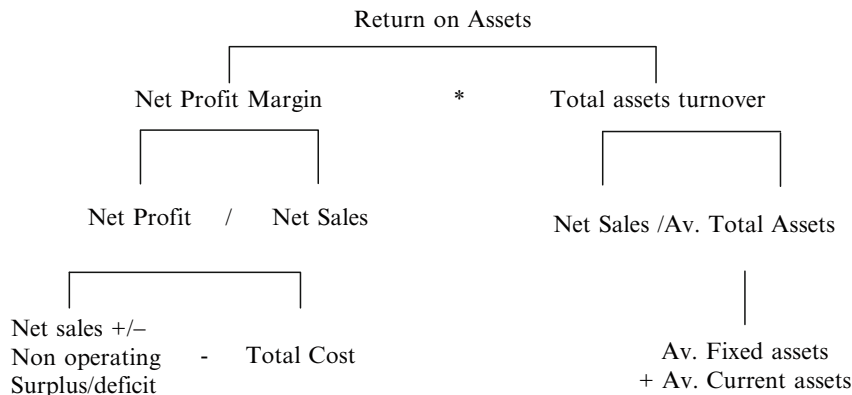 Return on Assets
Net Profit Margin * Total assets turnover
Net Profit / Net Sales
Net Sales /Av. Total Assets
Net sales +/–
Non operating - Total Cost
Surplus/deficit
Av. Fixed assets
+ Av. Current assets